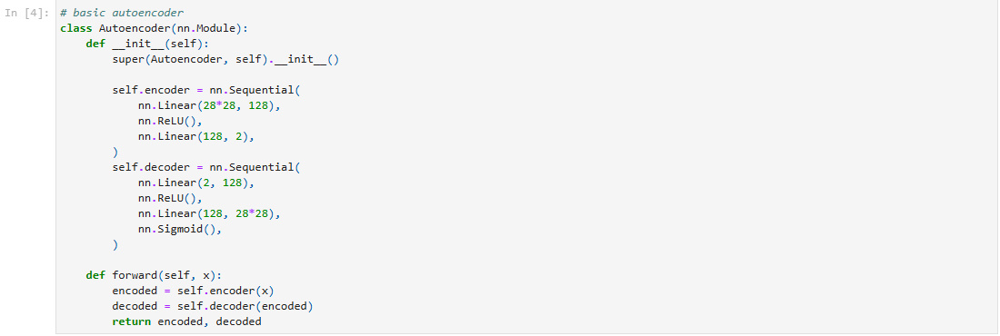 In [4]: # basic autoencoder
class Autoencoder(nn.Module):
    def __init__(self):
        super(Autoencoder, self).__init__()

        self.encoder = nn.Sequential(
            nn.Linear(28*28, 128),
            nn.ReLU(),
            nn.Linear(128, 2),
        )
        self.decoder = nn.Sequential(
            nn.Linear(2, 128),
            nn.ReLU(),
            nn.Linear(128, 28*28),
            nn.Sigmoid(),
        )

    def forward(self, x):
        encoded = self.encoder(x)
        decoded = self.decoder(encoded)
        return encoded, decoded